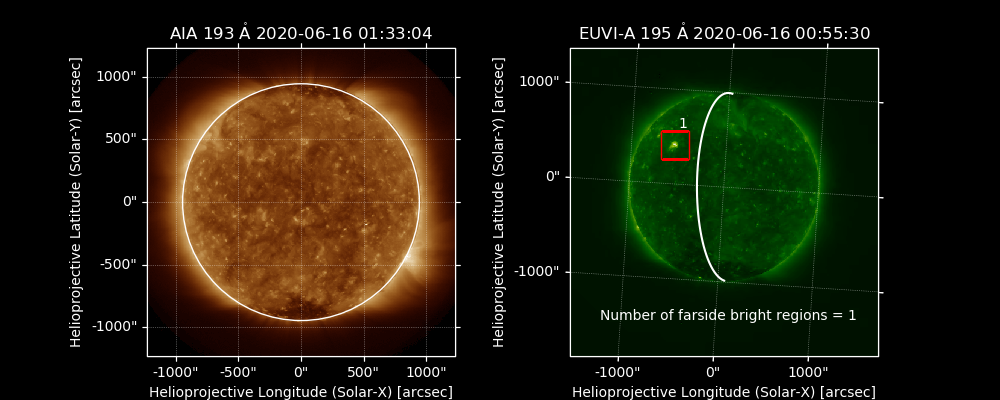 AIA 193 Å 2020-06-16 01:33:04
1000"
500"
0"
-500"
-1000"
-1000"
-500"
0"
500"
1000"
Helioprojective Latitude (Solar-Y) [arcsec]
Helioprojective Longitude (Solar-X) [arcsec]
EUVI-A 195 Å 2020-06-16 00:55:30
1
1000"
0"
-1000"
Number of farside bright regions = 1
-1000"
0"
1000"
Helioprojective Latitude (Solar-Y) [arcsec]
Helioprojective Longitude (Solar-X) [arcsec]